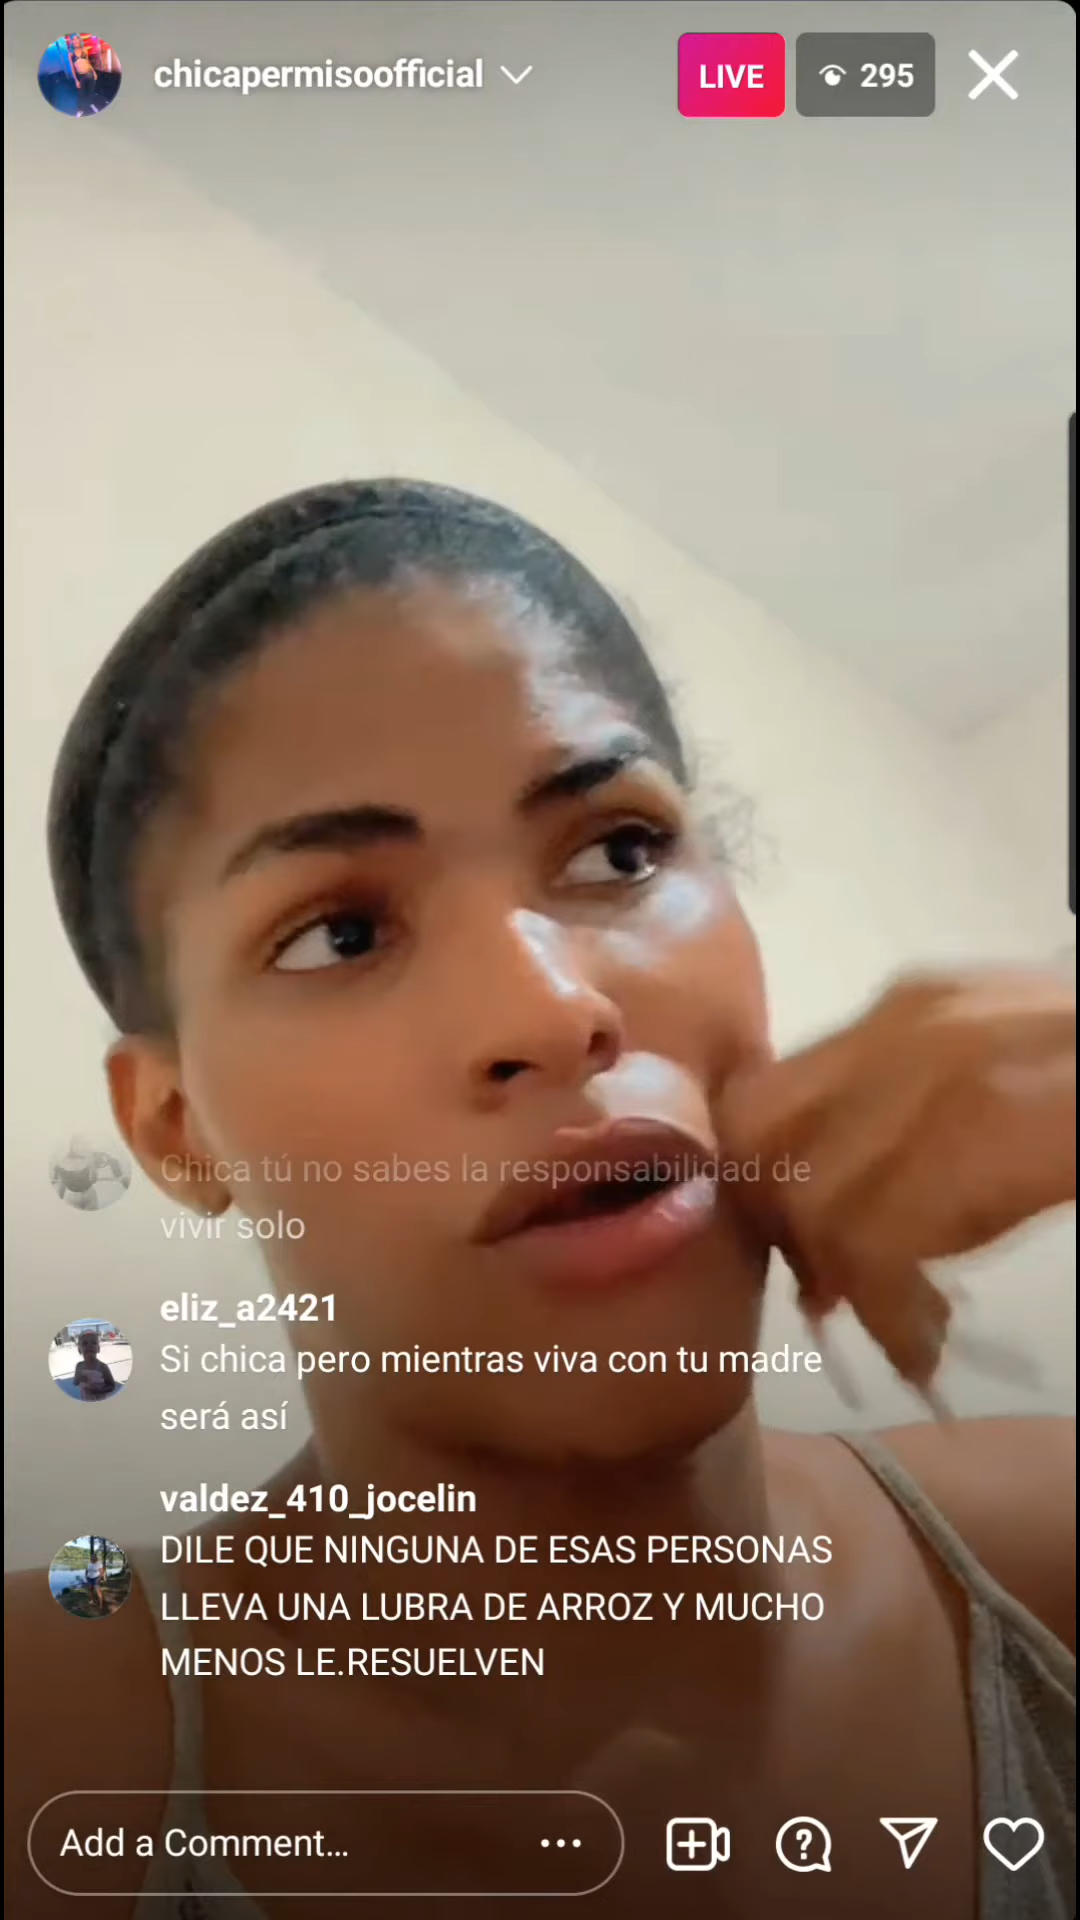 chicapermisoofficial
LIVE
295
Chica tú no sabes la responsabilidad de
vivir solo
eliz_a2421
Si chica pero mientras viva con tu madre
será así
valdez_410_jocelin
DILE QUE NINGUNA DE ESAS PERSONAS
LLEVA UNA LUBRA DE ARROZ Y MUCHO
MENOS LE.RESUELVEN
Add a Comment...